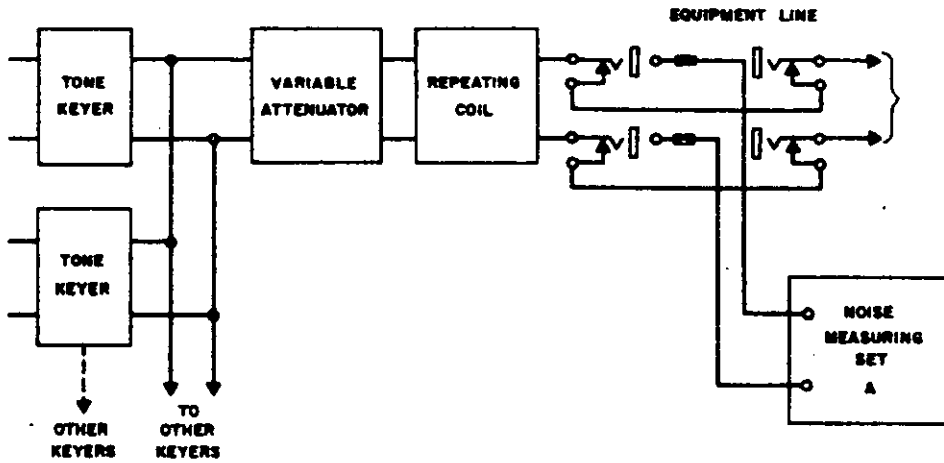 EQUIPMENT LINE
TONE
KEYER
VARIABLE
ATTENUATOR
REPEATING
COIL
TONE
KEYER
NOISE
MEASURING
SET
A
OTHER
KEYERS
TO
OTHER
KEYERS